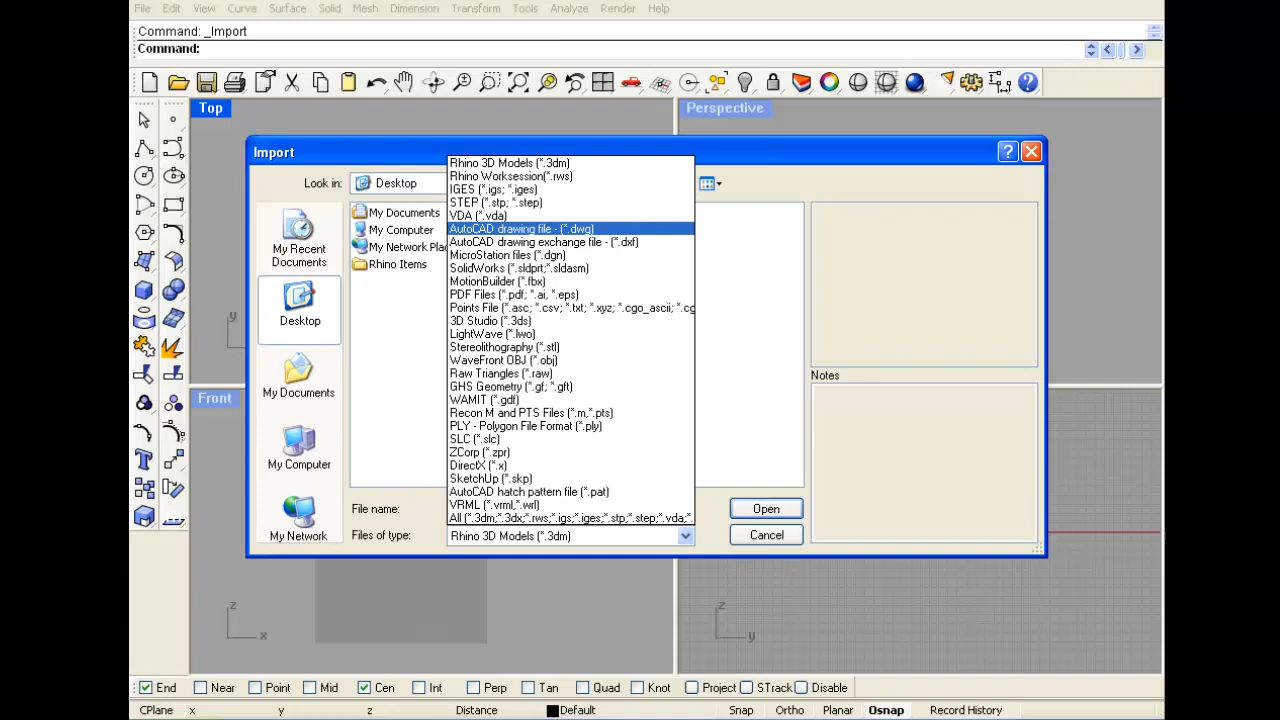 File Edit View Curve Surface Solid Mesh Dimension Transform Tools Analyze Render Help
Command: _Import
Command:
Top
Perspective
Import
Look in: Desktop
My Recent Documents
Desktop
My Documents
My Computer
My Network
My Documents
My Computer
My Network Pla
Rhino Items
Rhino 3D Models (*.3dm)
Rhino Worksession(*.rws)
IGES (*.igs; *.iges)
STEP (*.stp; *.step)
VDA (*.vda)
AutoCAD drawing file - (*.dwg)
AutoCAD drawing exchange file - (*.dxf)
MicroStation files (*.dgn)
SolidWorks (*.sldprt;*.sldasm)
MotionBuilder (*.fbx)
PDF Files (*.pdf; *.ai, *.eps)
Points File (*.asc; *.csv; *.txt; *.xyz; *.cgo_ascii; *.cg
3D Studio (*.3ds)
LightWave (*.lwo)
Stereolithography (*.stl)
WaveFront OBJ (*.obj)
Raw Triangles (*.raw)
GHS Geometry (*.gf; *.gft)
WAMIT (*.gdf)
Recon M and PTS Files (*.m,*.pts)
PLY - Polygon File Format (*.ply)
SLC (*.slc)
ZCorp (*.zpr)
DirectX (*.x)
SketchUp (*.skp)
AutoCAD hatch pattern file (*.pat)
VRML (*.vrml,*.wrl)
All (*.3dm;*.3dx;*.rws;*.igs;*.iges;*.stp;*.step;*.vda;*.
Notes
File name:
Open
Files of type: Rhino 3D Models (*.3dm)
Cancel
y
Front
z
x
z
y
End Near Point Mid Cen Int Perp Tan Quad Knot Project STrack Disable
CPlane x y z Distance Default Snap Ortho Planar Osnap Record History